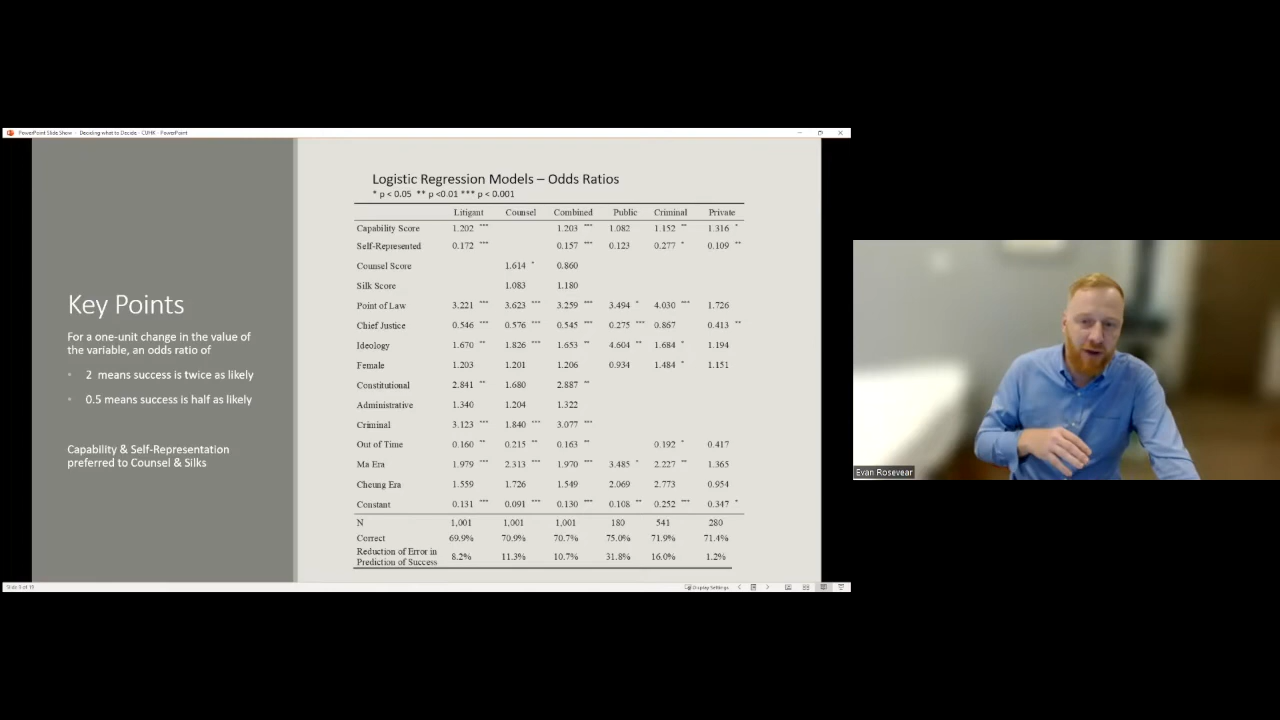 PowerPoint Slide Show - Deciding what to Decide - CUHK - PowerPoint
Key Points
For a one-unit change in the value of
the variable, an odds ratio of
• 2 means success is twice as likely
• 0.5 means success is half as likely
Capability & Self-Representation
preferred to Counsel & Silks
Logistic Regression Models – Odds Ratios
* p < 0.05 ** p <0.01 *** p < 0.001
Litigant Counsel Combined Public Criminal Private
Capability Score 1.202 *** 1.203 *** 1.082 1.152 ** 1.316 *
Self-Represented 0.172 *** 0.157 *** 0.123 0.277 * 0.109 **
Counsel Score 1.614 * 0.860
Silk Score 1.083 1.180
Point of Law 3.221 *** 3.623 *** 3.259 *** 3.494 * 4.030 *** 1.726
Chief Justice 0.546 *** 0.576 *** 0.545 *** 0.275 *** 0.867 0.413 **
Ideology 1.670 ** 1.826 *** 1.653 ** 4.604 ** 1.684 * 1.194
Female 1.203 1.201 1.206 0.934 1.484 * 1.151
Constitutional 2.841 ** 1.680 2.887 **
Administrative 1.340 1.204 1.322
Criminal 3.123 *** 1.840 *** 3.077 ***
Out of Time 0.160 ** 0.215 ** 0.163 ** 0.192 * 0.417
Ma Era 1.979 *** 2.313 *** 1.970 *** 3.485 * 2.227 ** 1.365
Cheung Era 1.559 1.726 1.549 2.069 2.773 0.954
Constant 0.131 *** 0.091 *** 0.130 *** 0.108 ** 0.252 *** 0.347 *
N 1,001 1,001 1,001 180 541 280
Correct 69.9% 70.9% 70.7% 75.0% 71.9% 71.4%
Reduction of Error in
Prediction of Success 8.2% 11.3% 10.7% 31.8% 16.0% 1.2%
Display Settings
Evan Rosevear